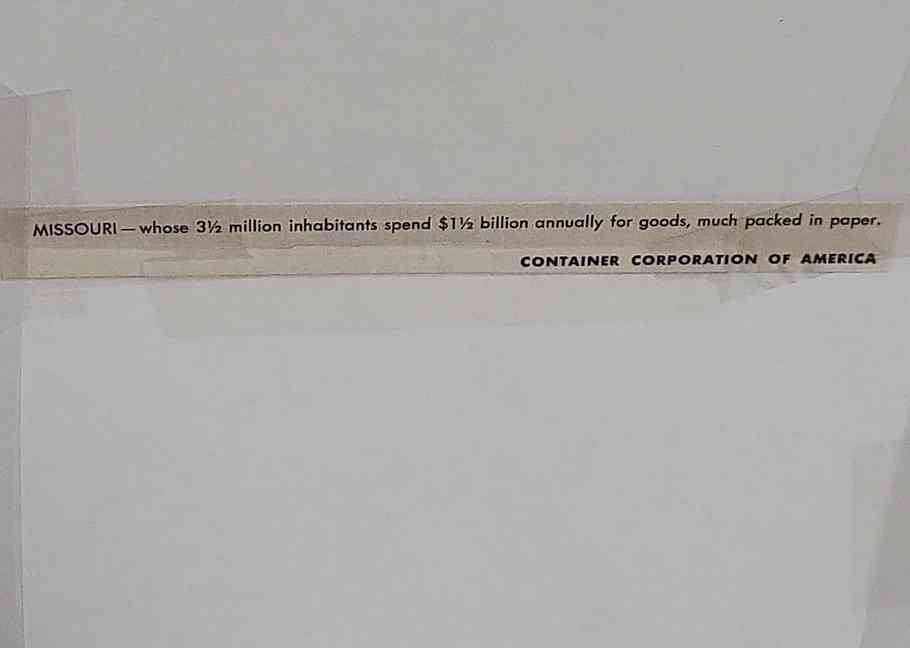 MISSOURI — whose 3½ million inhabitants spend $1½ billion annually for goods, much packed in paper.
CONTAINER CORPORATION OF AMERICA